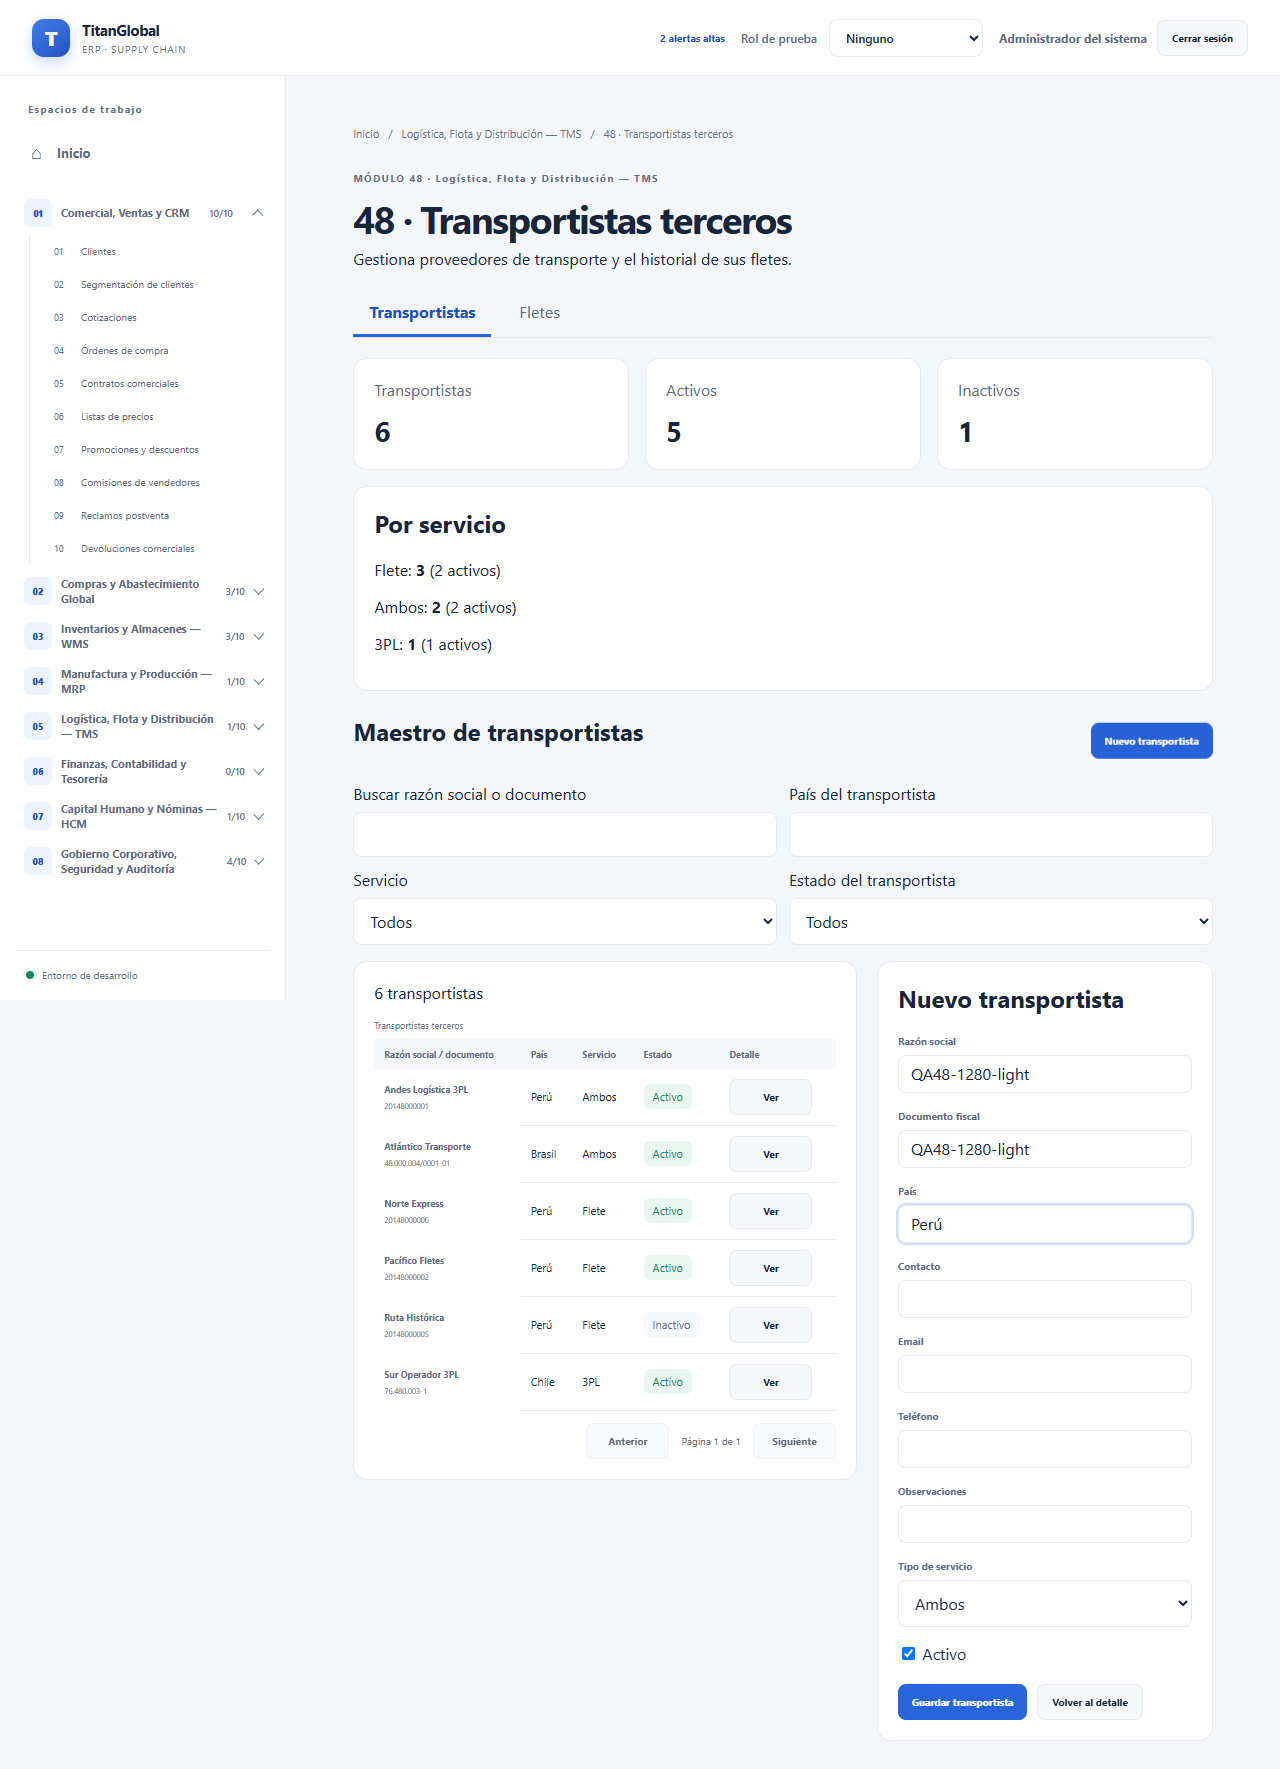 T
TitanGlobal
ERP · SUPPLY CHAIN
2 alertas altas
Rol de prueba
Ninguno
Administrador del sistema
Cerrar sesión
Espacios de trabajo
Inicio
01 Comercial, Ventas y CRM 10/10
01 Clientes
02 Segmentación de clientes
03 Cotizaciones
04 Órdenes de compra
05 Contratos comerciales
06 Listas de precios
07 Promociones y descuentos
08 Comisiones de vendedores
09 Reclamos postventa
10 Devoluciones comerciales
02 Compras y Abastecimiento Global 3/10
03 Inventarios y Almacenes — WMS 3/10
04 Manufactura y Producción — MRP 1/10
05 Logística, Flota y Distribución — TMS 1/10
06 Finanzas, Contabilidad y Tesorería 0/10
07 Capital Humano y Nóminas — HCM 1/10
08 Gobierno Corporativo, Seguridad y Auditoría 4/10
Entorno de desarrollo
Inicio / Logística, Flota y Distribución — TMS / 48 · Transportistas terceros
MÓDULO 48 · Logística, Flota y Distribución — TMS
48 · Transportistas terceros
Gestiona proveedores de transporte y el historial de sus fletes.
Transportistas Fletes
Transportistas
6
Activos
5
Inactivos
1
Por servicio
Flete: 3 (2 activos)
Ambos: 2 (2 activos)
3PL: 1 (1 activos)
Maestro de transportistas
Nuevo transportista
Buscar razón social o documento
País del transportista
Servicio
Todos
Estado del transportista
Todos
6 transportistas
Transportistas terceros
Razón social / documento País Servicio Estado Detalle
Andes Logística 3PL
20148000001
Perú Ambos Activo Ver
Atlántico Transporte
48.000.004/0001-01
Brasil Ambos Activo Ver
Norte Express
20148000006
Perú Flete Activo Ver
Pacífico Fletes
20148000002
Perú Flete Activo Ver
Ruta Histórica
20148000005
Perú Flete Inactivo Ver
Sur Operador 3PL
76.480.003-1
Chile 3PL Activo Ver
Anterior Página 1 de 1 Siguiente
Nuevo transportista
Razón social
QA48-1280-light
Documento fiscal
QA48-1280-light
País
Perú
Contacto
Email
Teléfono
Observaciones
Tipo de servicio
Ambos
Activo
Guardar transportista Volver al detalle